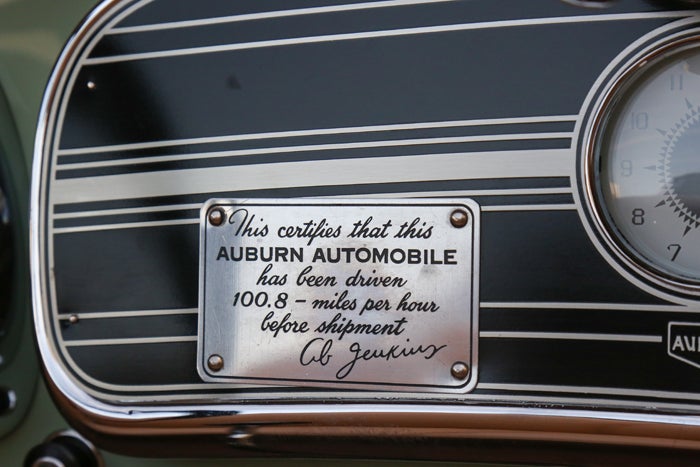 This certifies that this
AUBURN AUTOMOBILE
has been driven
100.8 – miles per hour
before shipment
Ab Jenkins
11
10
9
8
7